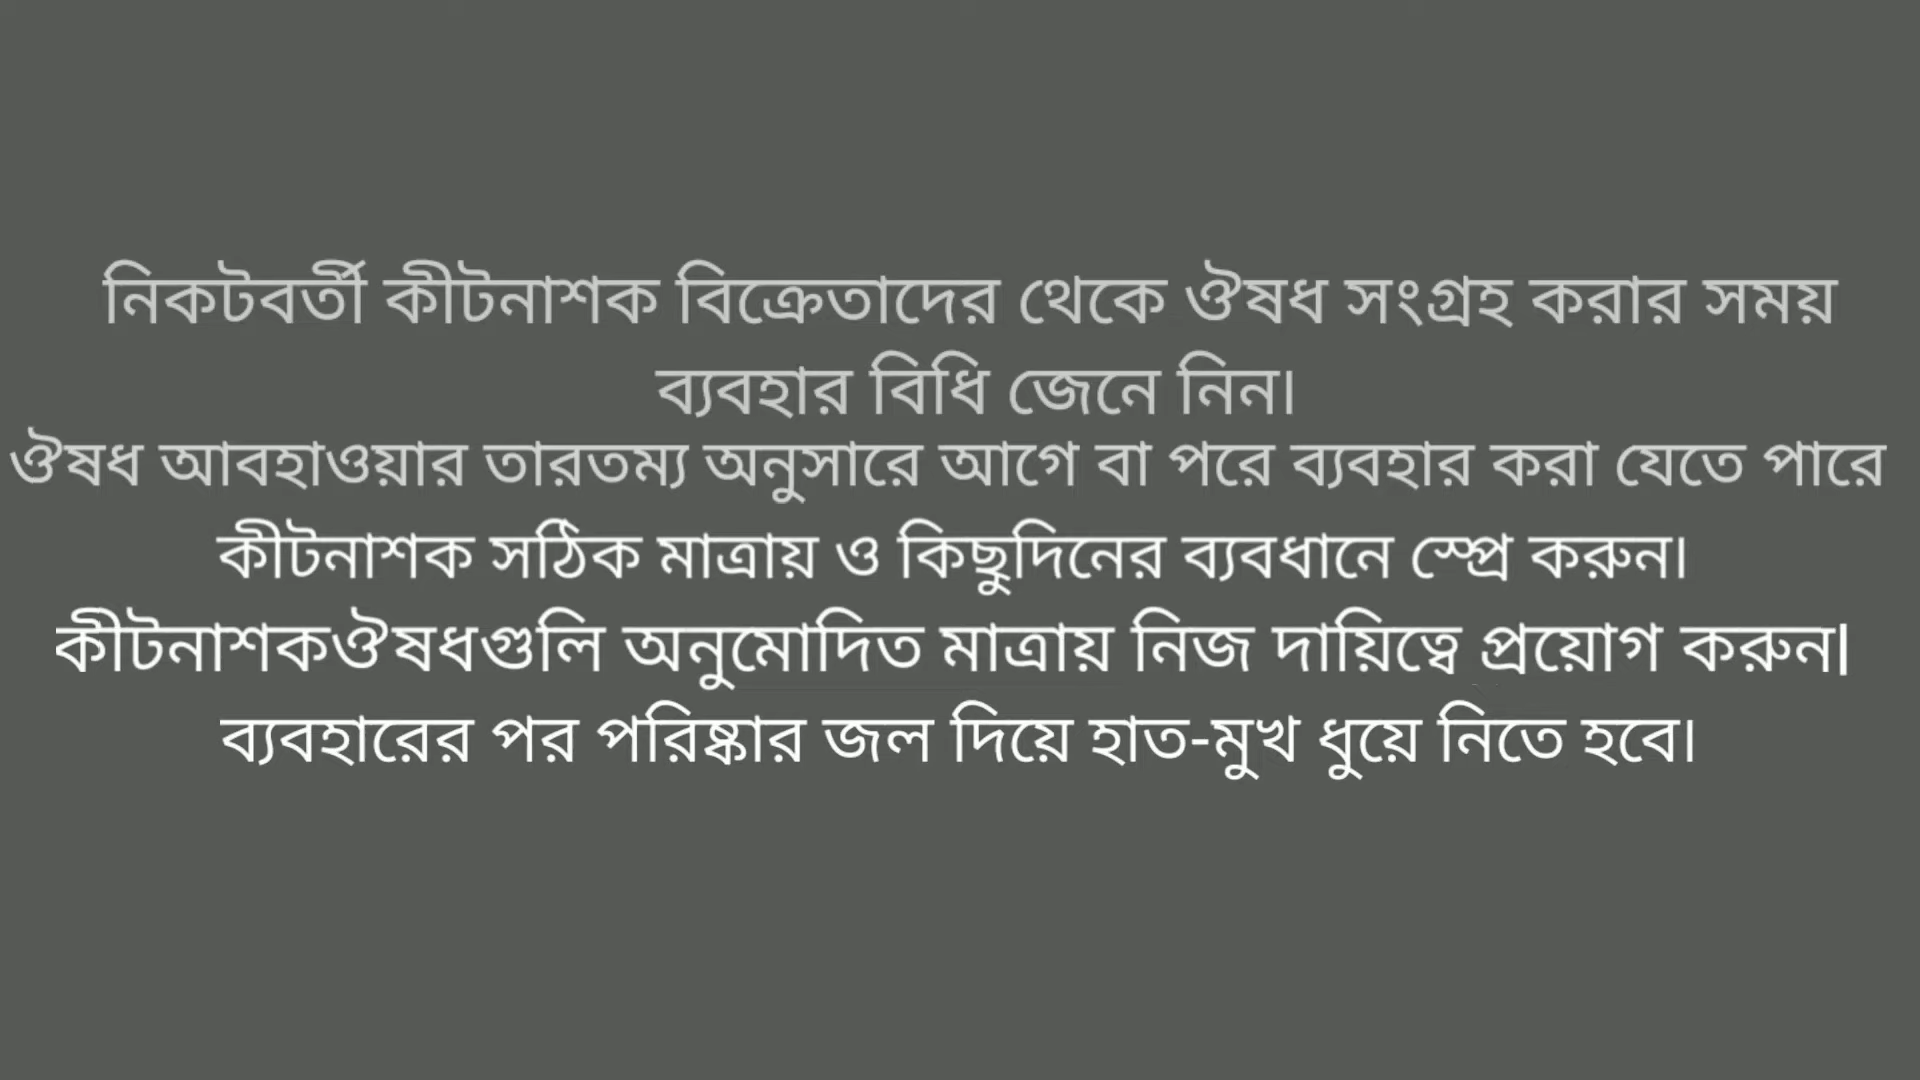 নিকটবর্তী কীটনাশক বিক্রেতাদের থেকে ঔষধ সংগ্রহ করার সময়
ব্যবহার বিধি জেনে নিন।
ঔষধ আবহাওয়ার তারতম্য অনুসারে আগে বা পরে ব্যবহার করা যেতে পারে
কীটনাশক সঠিক মাত্রায় ও কিছুদিনের ব্যবধানে স্প্রে করুন।
কীটনাশকঔষধগুলি অনুমোদিত মাত্রায় নিজ দায়িত্বে প্রয়োগ করুন|
ব্যবহারের পর পরিষ্কার জল দিয়ে হাত-মুখ ধুয়ে নিতে হবে।